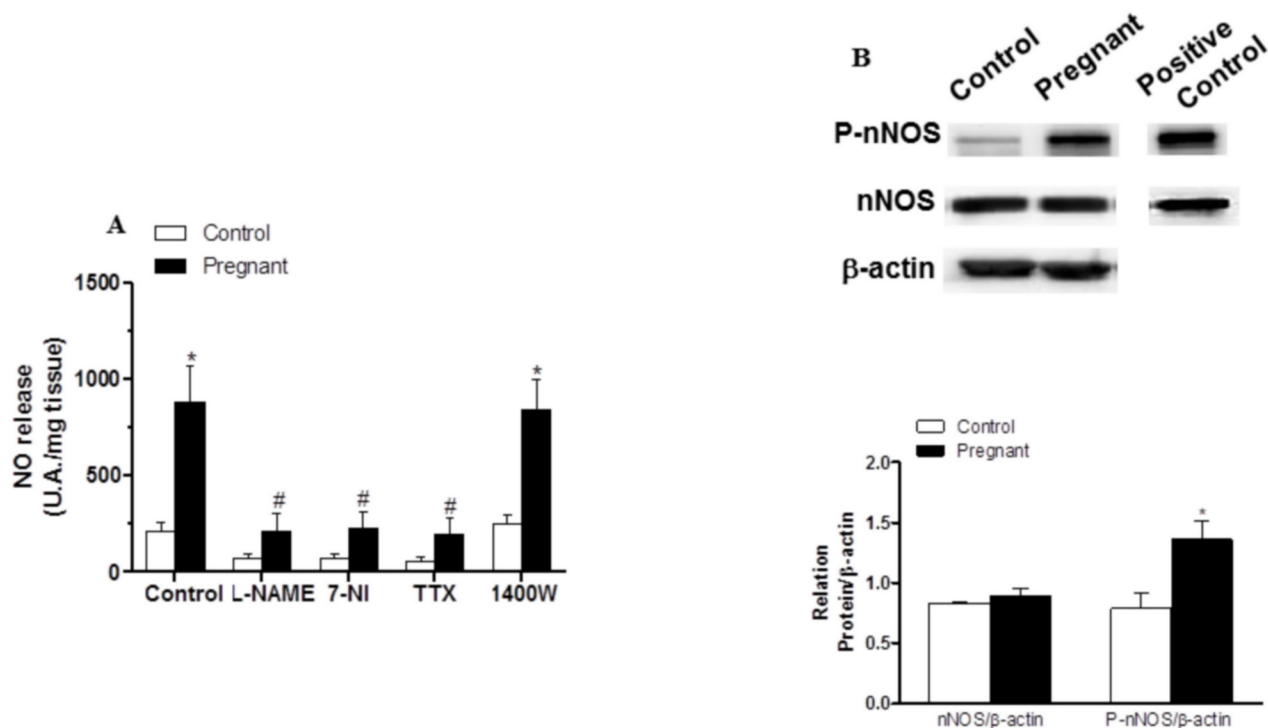 A
Control
Pregnant
1500
1000
500
0
NO release
(U.A./mg tissue)
*
#
#
#
*
Control L-NAME 7-NI TTX 1400W
B
Control
Pregnant
Positive
Control
P-nNOS
nNOS
β-actin
Control
Pregnant
2.0
1.5
1.0
0.5
0.0
Relation
Protein/β-actin
*
nNOS/β-actin P-nNOS/β-actin